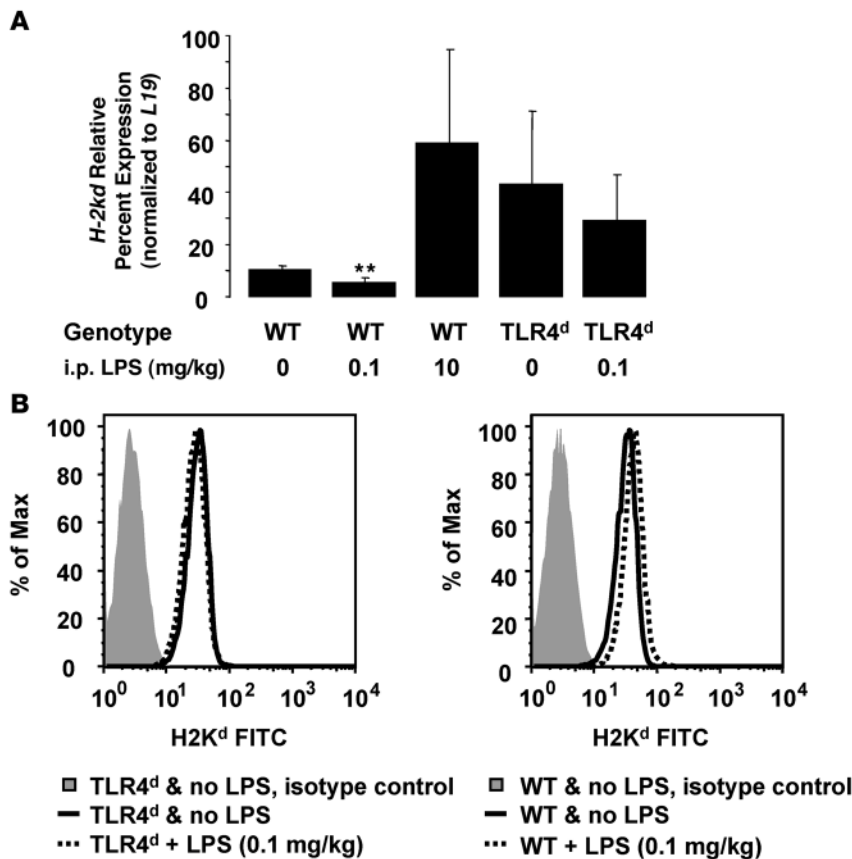 A
H-2kd Relative
Percent Expression
(normalized to L19)
100
80
60
40
20
0
**
Genotype WT WT WT TLR4ᵈ TLR4ᵈ
i.p. LPS (mg/kg) 0 0.1 10 0 0.1
B
% of Max
100
80
60
40
20
0
10⁰ 10¹ 10² 10³ 10⁴
H2Kᵈ FITC
TLR4ᵈ & no LPS, isotype control
TLR4ᵈ & no LPS
TLR4ᵈ + LPS (0.1 mg/kg)
% of Max
100
80
60
40
20
0
10⁰ 10¹ 10² 10³ 10⁴
H2Kᵈ FITC
WT & no LPS, isotype control
WT & no LPS
WT + LPS (0.1 mg/kg)